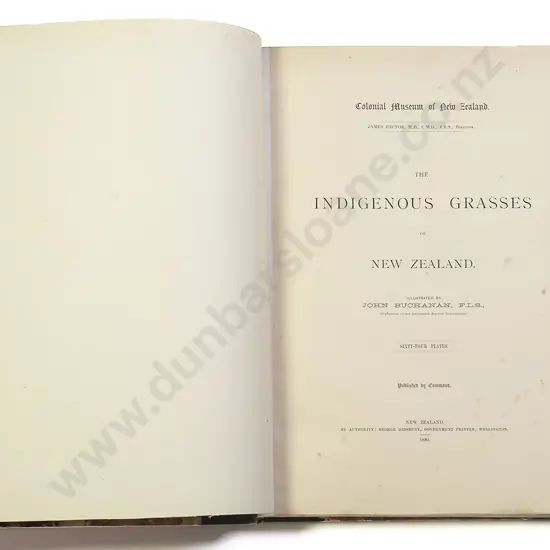 Colonial Museum of New Zealand.
JAMES HECTOR, M.D., C.M.G., F.R.S., DIRECTOR.
THE
INDIGENOUS GRASSES
OF
NEW ZEALAND.
ILLUSTRATED BY
JOHN BUCHANAN, F.L.S.,
SIXTY-FOUR PLATES
Published by Command.
NEW ZEALAND
BY AUTHORITY: GEORGE DIDSBURY, GOVERNMENT PRINTER, WELLINGTON.
1880.
www.dunbarsloane.co.nz